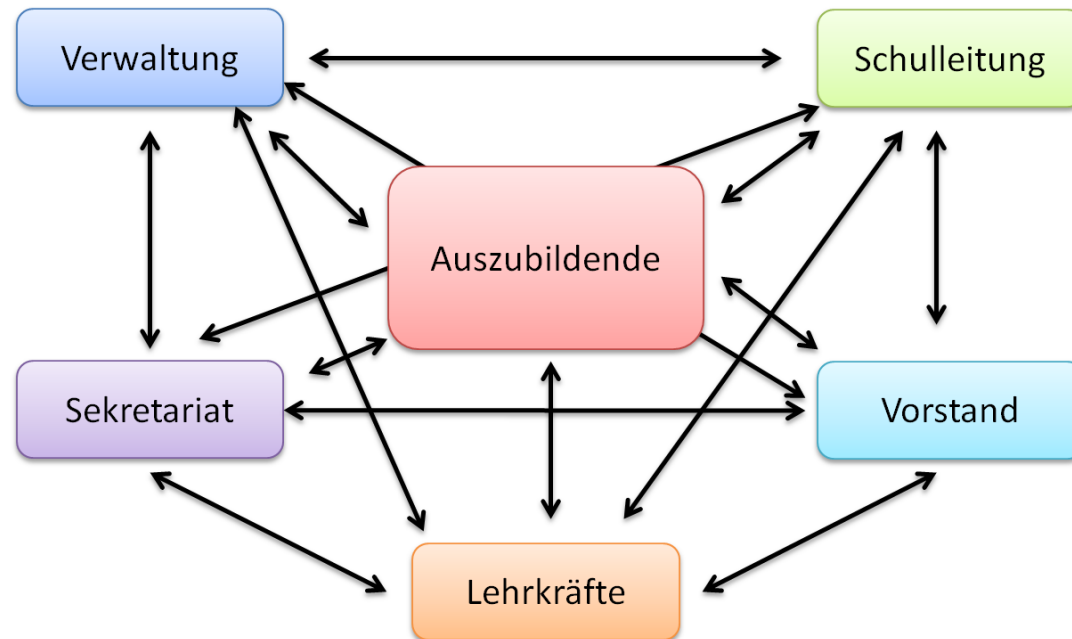 Verwaltung
Schulleitung
Auszubildende
Sekretariat
Vorstand
Lehrkräfte